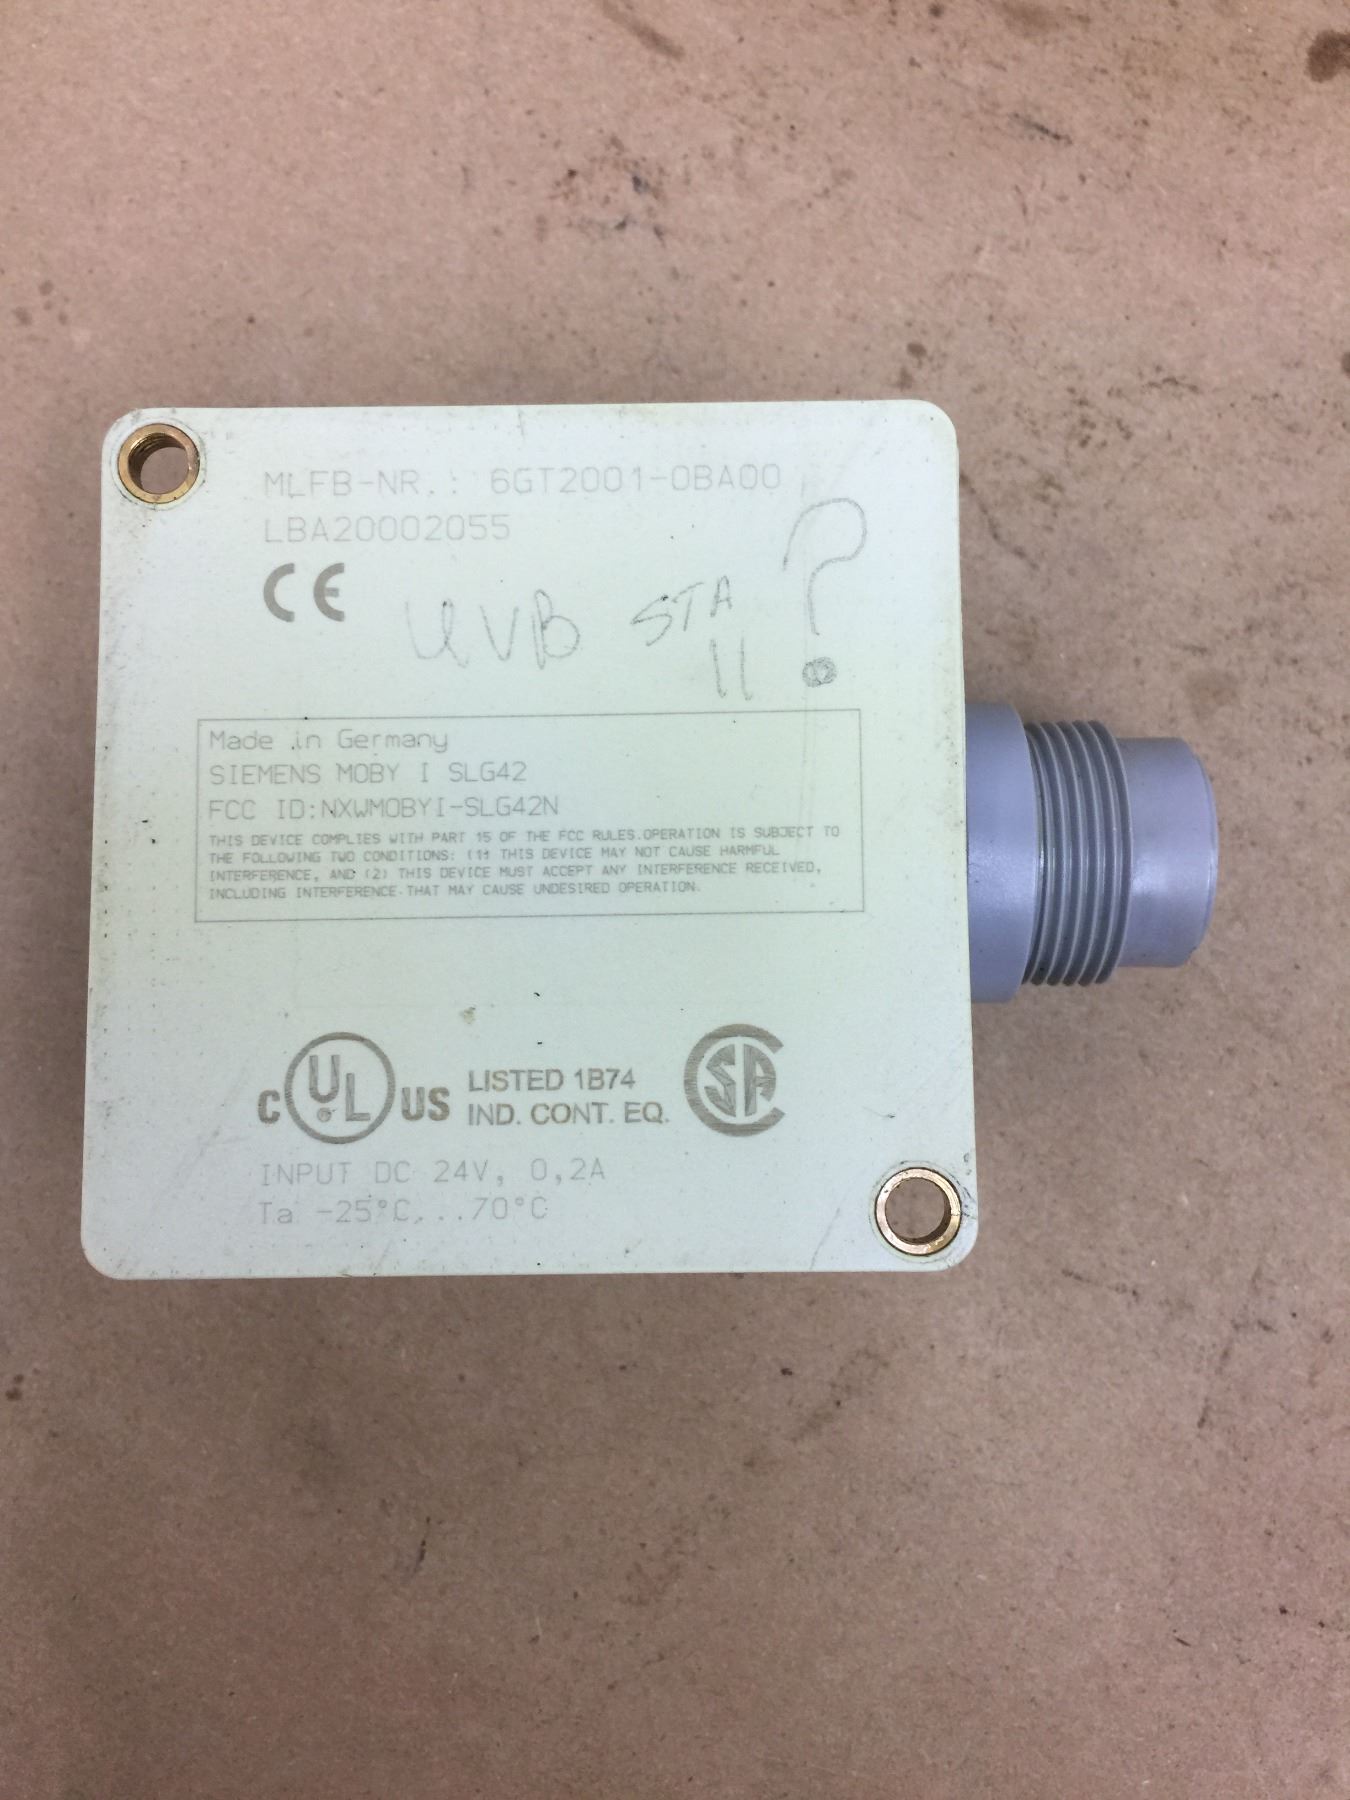 MLFB-NR.: 6GT2001-0BA00
LBA20002055
CE
UVB STA 11 ?
Made in Germany
SIEMENS MOBY I SLG42
FCC ID:NXWMOBYI-SLG42N
THIS DEVICE COMPLIES WITH PART 15 OF THE FCC RULES.OPERATION IS SUBJECT TO
THE FOLLOWING TWO CONDITIONS: (1) THIS DEVICE MAY NOT CAUSE HARMFUL
INTERFERENCE, AND (2) THIS DEVICE MUST ACCEPT ANY INTERFERENCE RECEIVED,
INCLUDING INTERFERENCE THAT MAY CAUSE UNDESIRED OPERATION.
C UL US LISTED 1B74 SA
IND. CONT. EQ.
INPUT DC 24V, 0,2A
Ta -25°C...70°C